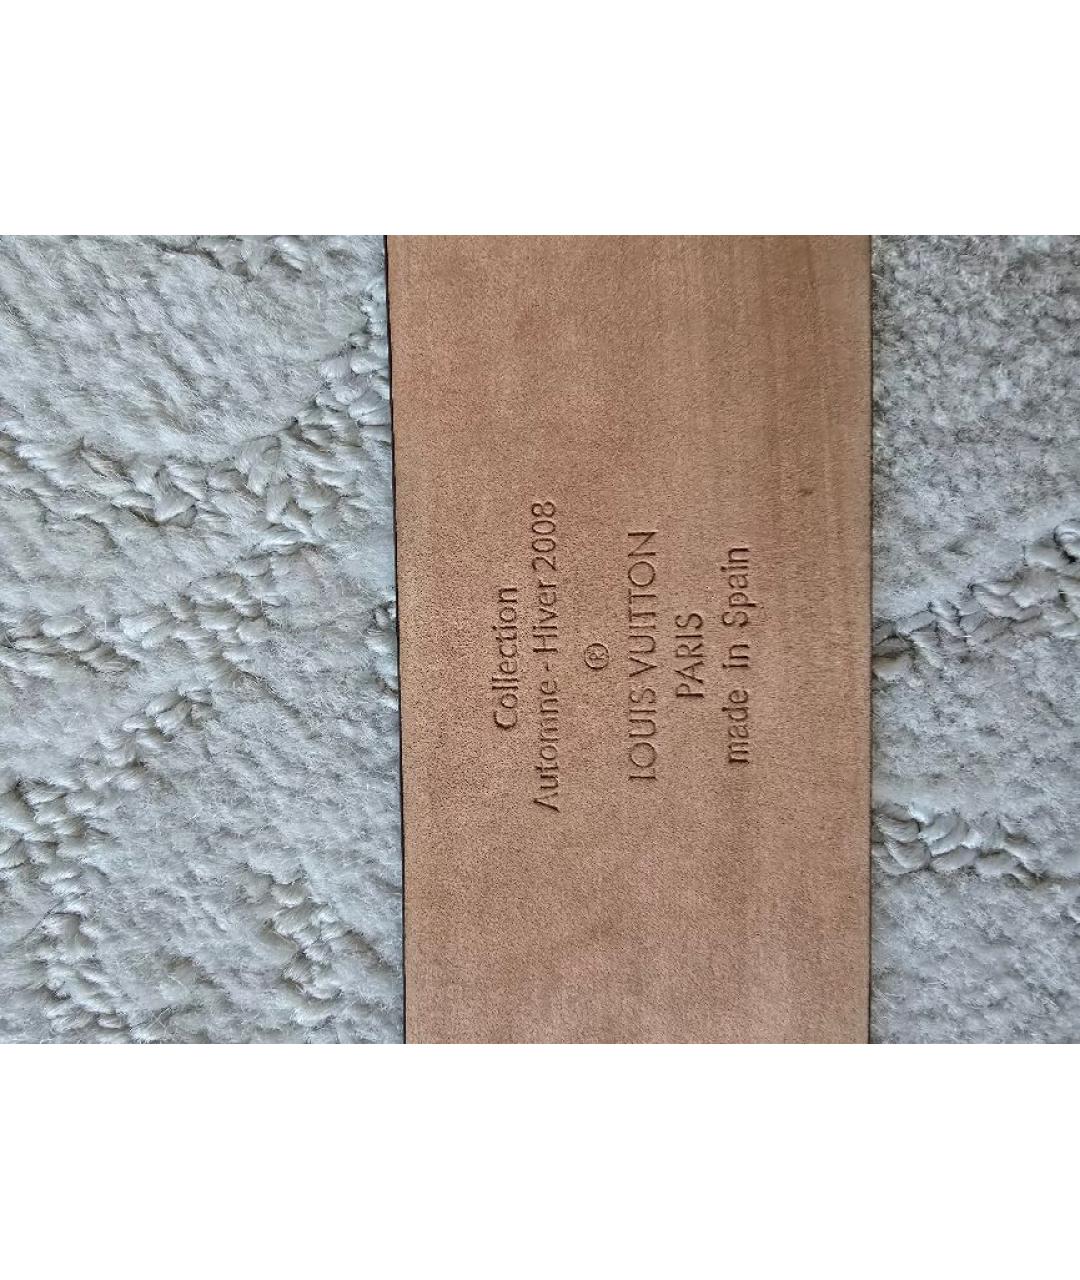 Collection
Automne - Hiver 2008
®
LOUIS VUITTON
PARIS
made in Spain